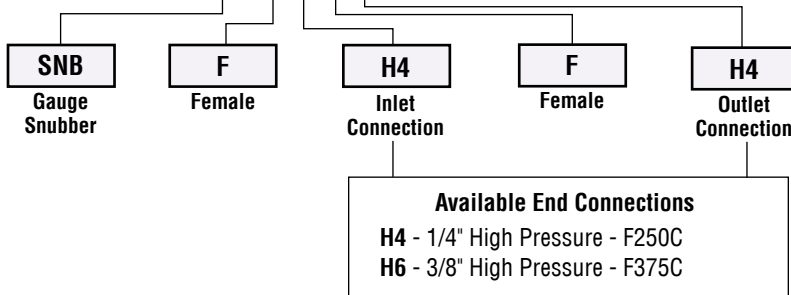 SNB
F
H4
F
H4
Gauge
Snubber
Female
Inlet
Connection
Female
Outlet
Connection
Available End Connections
H4 - 1/4" High Pressure - F250C
H6 - 3/8" High Pressure - F375C